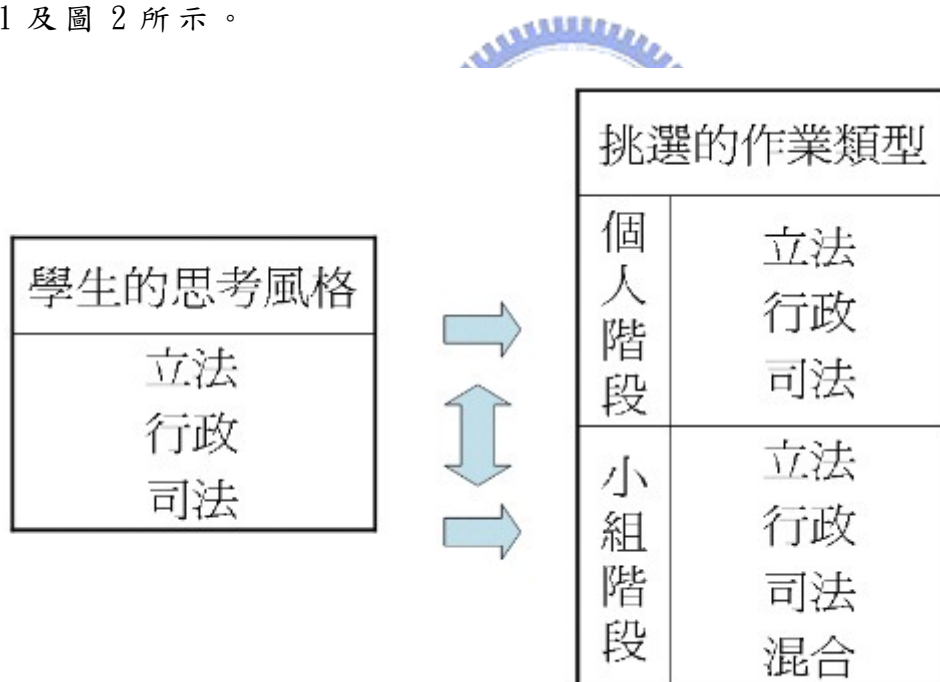 1 及圖 2 所示。
學生的思考風格
立法
行政
司法
挑選的作業類型
個人階段
立法
行政
司法
小組階段
立法
行政
司法
混合